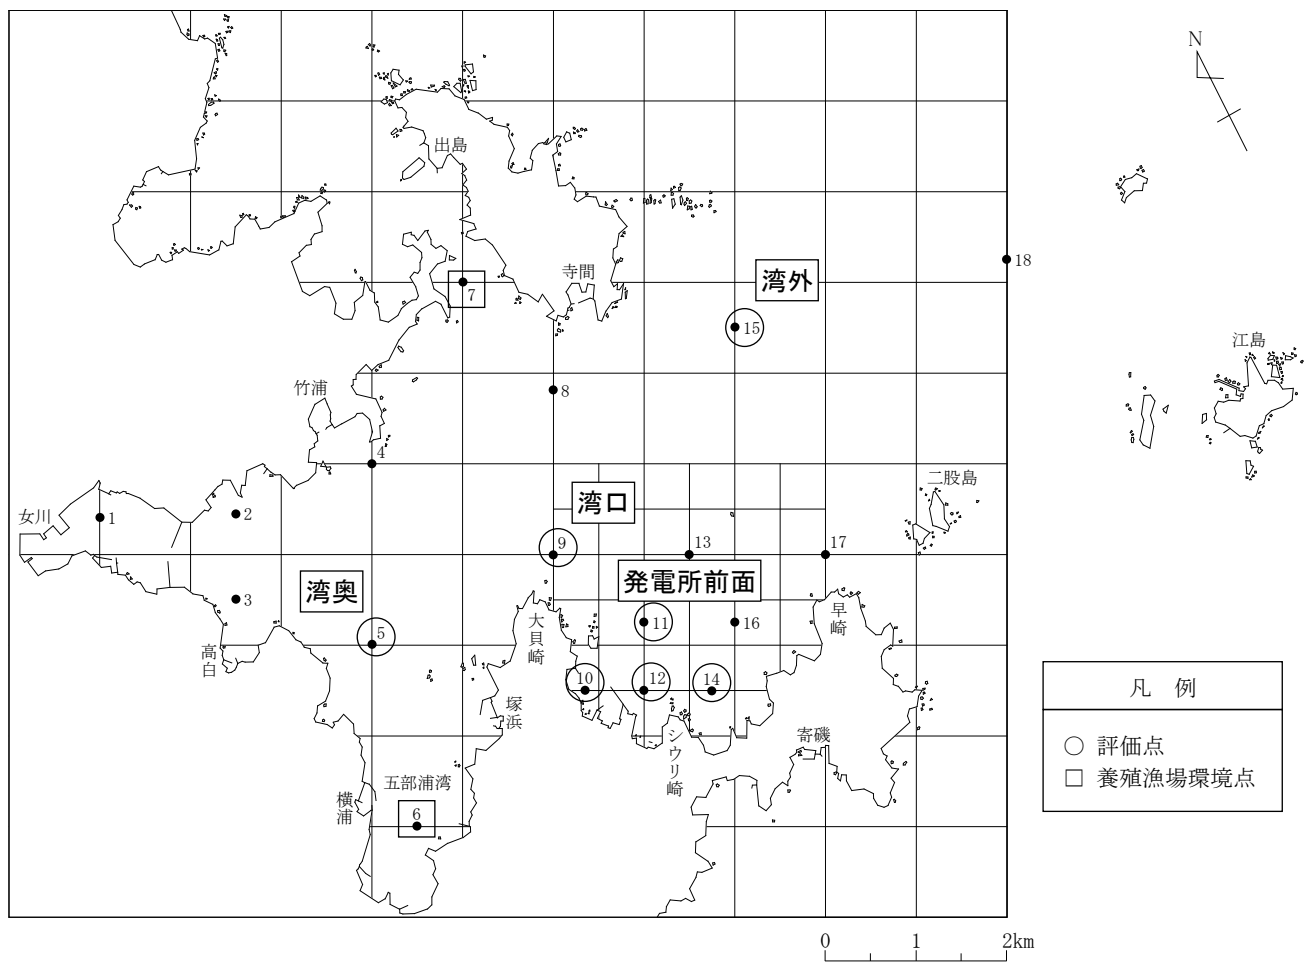 N
出島
寺間
7
湾外
18
15
江島
竹浦
8
4
二股島
女川
1
2
湾口
9
13
17
発電所前面
湾奥
3
大貝崎
11
16
早崎
高白
5
10
12
14
塚浜
シウリ崎
寄磯
五部浦湾
横浦
6
凡 例
○ 評価点
□ 養殖漁場環境点
0 1 2km